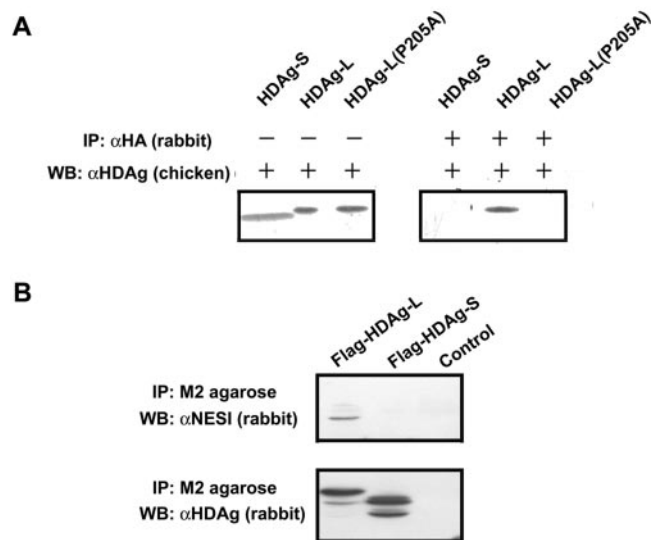 A
HDAg-S HDAg-L HDAg-L(P205A) HDAg-S HDAg-L HDAg-L(P205A)
IP: αHA (rabbit) − − − + + +
WB: αHDAg (chicken) + + + + + +
B
Flag-HDAg-L Flag-HDAg-S Control
IP: M2 agarose
WB: αNESI (rabbit)
IP: M2 agarose
WB: αHDAg (rabbit)